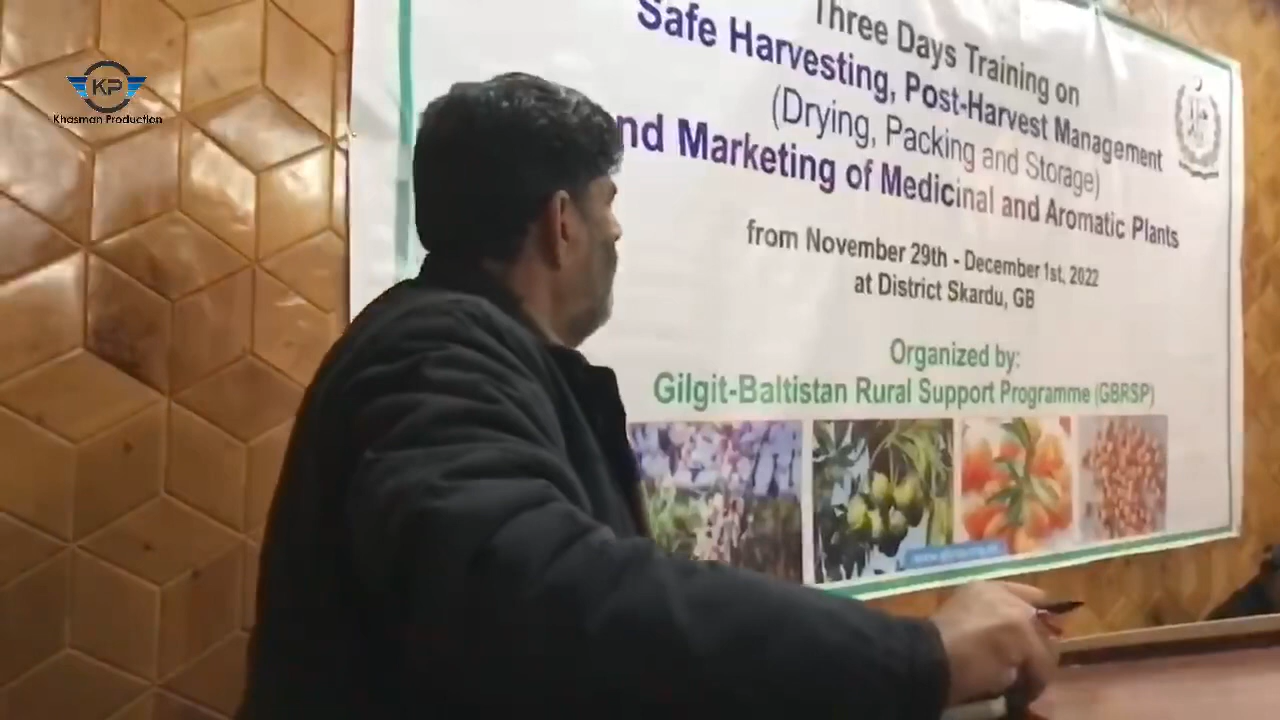 KP
Khasman Production
Three Days Training on
Safe Harvesting, Post-Harvest Management
(Drying, Packing and Storage)
nd Marketing of Medicinal and Aromatic Plants
from November 29th - December 1st, 2022
at District Skardu, GB
Organized by:
Gilgit-Baltistan Rural Support Programme (GBRSP)